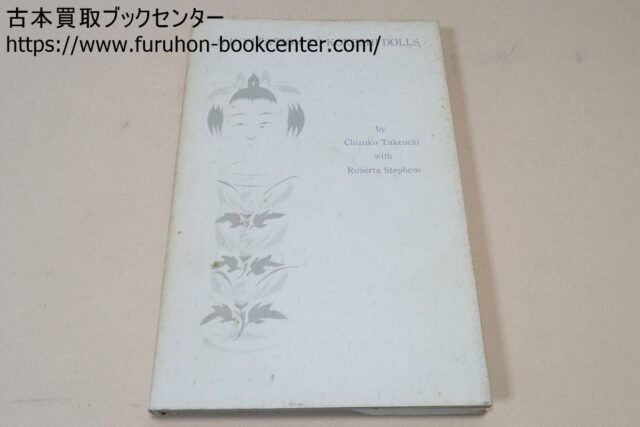 古本買取ブックセンター
https://www.furuhon-bookcenter.com/
DOLLS
by
Chizuko Takeuchi
with
Roberta Stephens